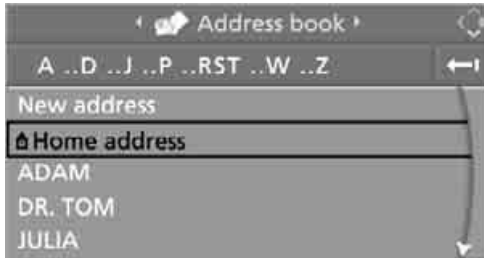 Address book
A ..D ..J ..P ..RST ..W ..Z
New address
Home address
ADAM
DR. TOM
JULIA